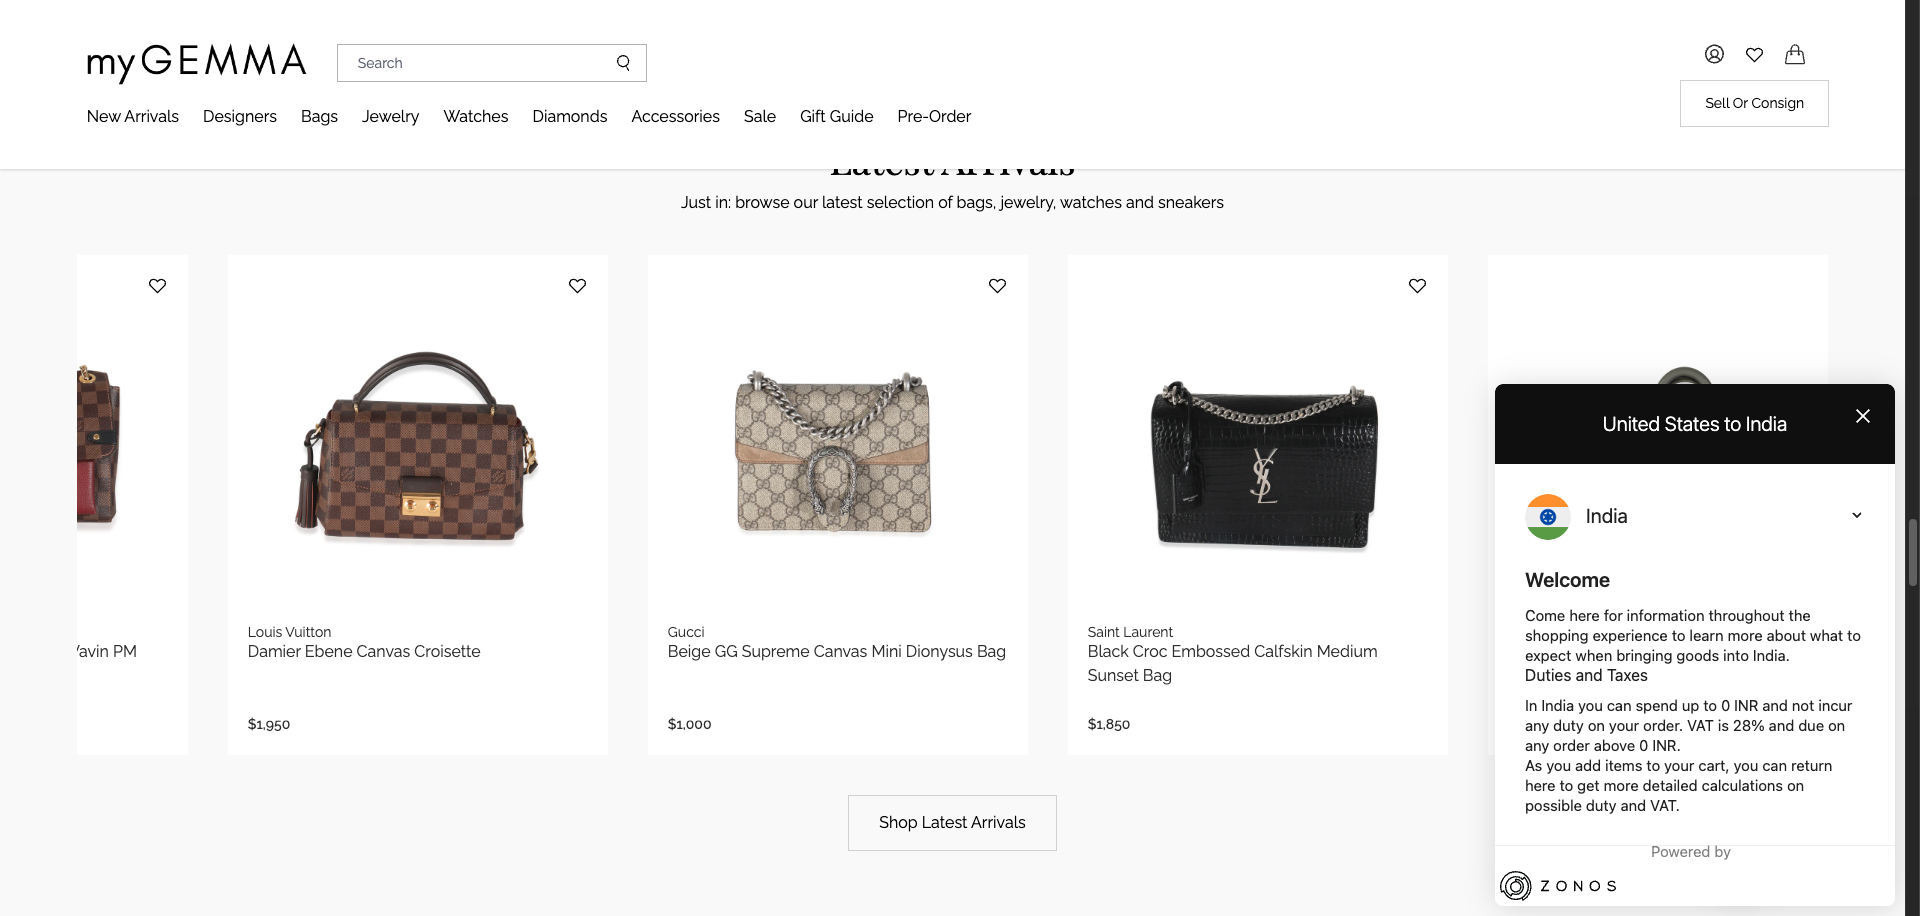 myGEMMA
Search
Sell Or Consign
New Arrivals Designers Bags Jewelry Watches Diamonds Accessories Sale Gift Guide Pre-Order
Latest Arrivals
Just in: browse our latest selection of bags, jewelry, watches and sneakers
avin PM
Louis Vuitton
Damier Ebene Canvas Croisette
$1,950
Gucci
Beige GG Supreme Canvas Mini Dionysus Bag
$1,000
YSL
Saint Laurent
Black Croc Embossed Calfskin Medium
Sunset Bag
$1,850
Shop Latest Arrivals
United States to India
India
Welcome
Come here for information throughout the
shopping experience to learn more about what to
expect when bringing goods into India.
Duties and Taxes
In India you can spend up to 0 INR and not incur
any duty on your order. VAT is 28% and due on
any order above 0 INR.
As you add items to your cart, you can return
here to get more detailed calculations on
possible duty and VAT.
Powered by
ZONOS